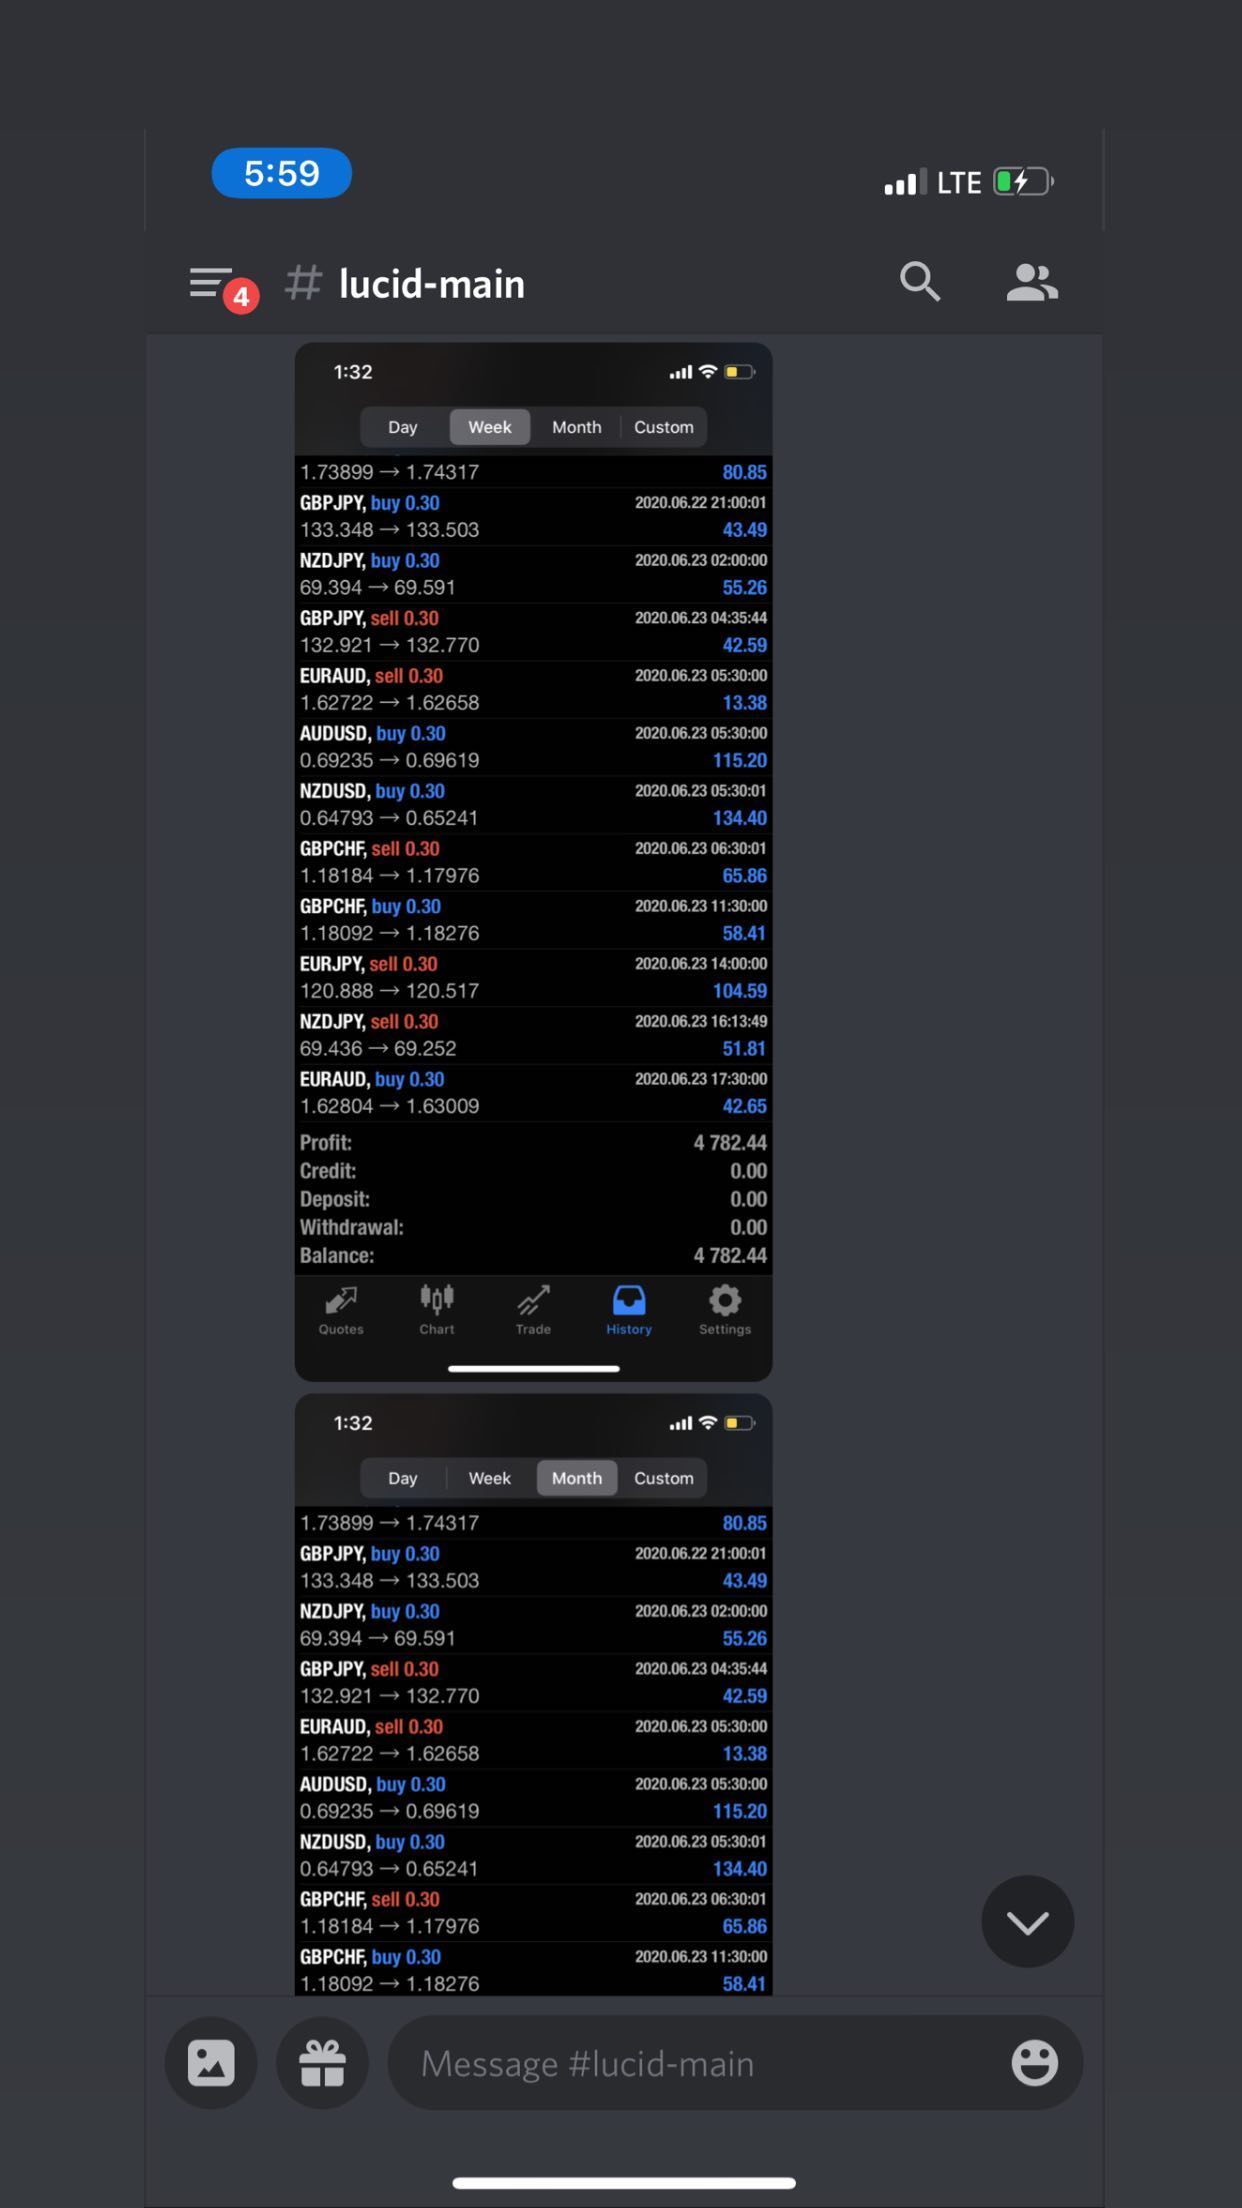 5:59 LTE
4 # lucid-main
1:32
Day Week Month Custom
1.73899 → 1.74317 80.85
GBPJPY, buy 0.30 2020.06.22 21:00:01
133.348 → 133.503 43.49
NZDJPY, buy 0.30 2020.06.23 02:00:00
69.394 → 69.591 55.26
GBPJPY, sell 0.30 2020.06.23 04:35:44
132.921 → 132.770 42.59
EURAUD, sell 0.30 2020.06.23 05:30:00
1.62722 → 1.62658 13.38
AUDUSD, buy 0.30 2020.06.23 05:30:00
0.69235 → 0.69619 115.20
NZDUSD, buy 0.30 2020.06.23 05:30:01
0.64793 → 0.65241 134.40
GBPCHF, sell 0.30 2020.06.23 06:30:01
1.18184 → 1.17976 65.86
GBPCHF, buy 0.30 2020.06.23 11:30:00
1.18092 → 1.18276 58.41
EURJPY, sell 0.30 2020.06.23 14:00:00
120.888 → 120.517 104.59
NZDJPY, sell 0.30 2020.06.23 16:13:49
69.436 → 69.252 51.81
EURAUD, buy 0.30 2020.06.23 17:30:00
1.62804 → 1.63009 42.65
Profit: 4 782.44
Credit: 0.00
Deposit: 0.00
Withdrawal: 0.00
Balance: 4 782.44
Quotes Chart Trade History Settings
1:32
Day Week Month Custom
1.73899 → 1.74317 80.85
GBPJPY, buy 0.30 2020.06.22 21:00:01
133.348 → 133.503 43.49
NZDJPY, buy 0.30 2020.06.23 02:00:00
69.394 → 69.591 55.26
GBPJPY, sell 0.30 2020.06.23 04:35:44
132.921 → 132.770 42.59
EURAUD, sell 0.30 2020.06.23 05:30:00
1.62722 → 1.62658 13.38
AUDUSD, buy 0.30 2020.06.23 05:30:00
0.69235 → 0.69619 115.20
NZDUSD, buy 0.30 2020.06.23 05:30:01
0.64793 → 0.65241 134.40
GBPCHF, sell 0.30 2020.06.23 06:30:01
1.18184 → 1.17976 65.86
GBPCHF, buy 0.30 2020.06.23 11:30:00
1.18092 → 1.18276 58.41
Message #lucid-main